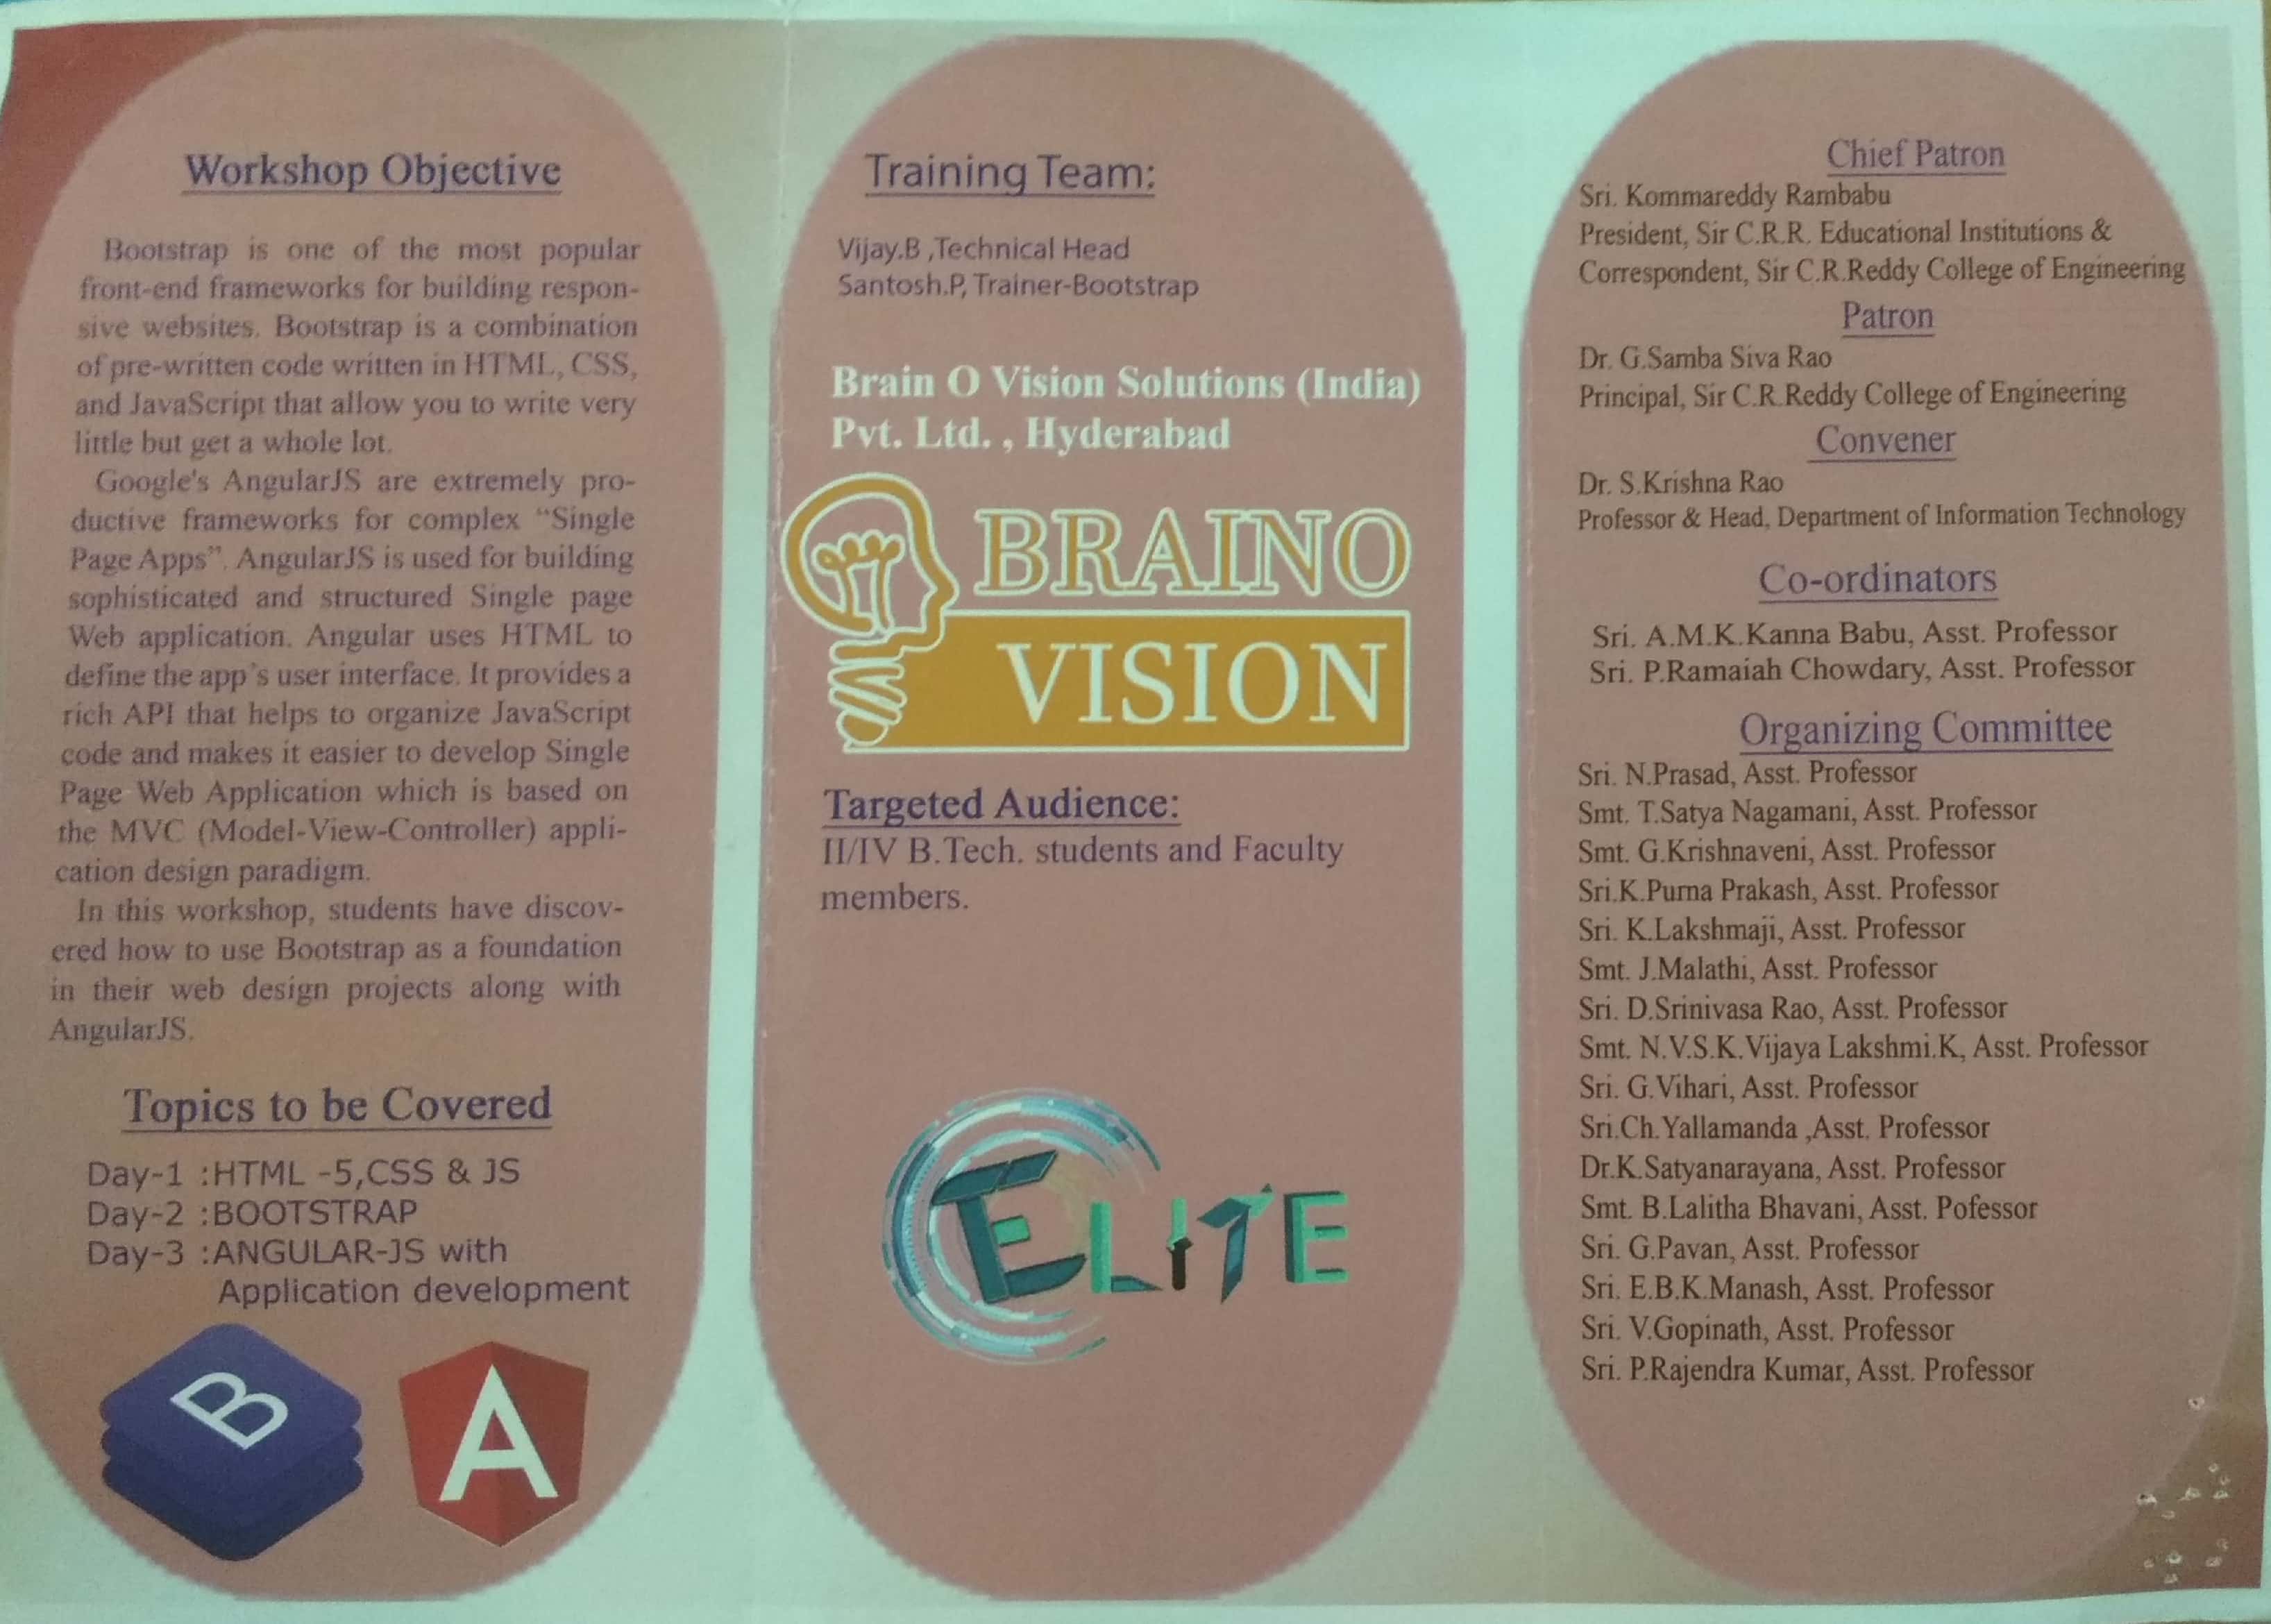 Workshop Objective
Bootstrap is one of the most popular
front-end frameworks for building respon-
sive websites. Bootstrap is a combination
of pre-written code written in HTML, CSS,
and JavaScript that allow you to write very
little but get a whole lot.
Google's AngularJS are extremely pro-
ductive frameworks for complex “Single
Page Apps”. AngularJS is used for building
sophisticated and structured Single page
Web application. Angular uses HTML to
define the app's user interface. It provides a
rich API that helps to organize JavaScript
code and makes it easier to develop Single
Page Web Application which is based on
the MVC (Model-View-Controller) appli-
cation design paradigm.
In this workshop, students have discov-
ered how to use Bootstrap as a foundation
in their web design projects along with
AngularJS.
Topics to be Covered
Day-1 :HTML -5,CSS & JS
Day-2 :BOOTSTRAP
Day-3 :ANGULAR-JS with
Application development
B
A
Training Team:
Vijay.B ,Technical Head
Santosh.P, Trainer-Bootstrap
Brain O Vision Solutions (India)
Pvt. Ltd. , Hyderabad
BRAINO
VISION
Targeted Audience:
II/IV B.Tech. students and Faculty
members.
ELITE
Chief Patron
Sri. Kommareddy Rambabu
President, Sir C.R.R. Educational Institutions &
Correspondent, Sir C.R.Reddy College of Engineering
Patron
Dr. G.Samba Siva Rao
Principal, Sir C.R.Reddy College of Engineering
Convener
Dr. S.Krishna Rao
Professor & Head, Department of Information Technology
Co-ordinators
Sri. A.M.K.Kanna Babu, Asst. Professor
Sri. P.Ramaiah Chowdary, Asst. Professor
Organizing Committee
Sri. N.Prasad, Asst. Professor
Smt. T.Satya Nagamani, Asst. Professor
Smt. G.Krishnaveni, Asst. Professor
Sri.K.Purna Prakash, Asst. Professor
Sri. K.Lakshmaji, Asst. Professor
Smt. J.Malathi, Asst. Professor
Sri. D.Srinivasa Rao, Asst. Professor
Smt. N.V.S.K.Vijaya Lakshmi.K, Asst. Professor
Sri. G.Vihari, Asst. Professor
Sri.Ch.Yallamanda ,Asst. Professor
Dr.K.Satyanarayana, Asst. Professor
Smt. B.Lalitha Bhavani, Asst. Pofessor
Sri. G.Pavan, Asst. Professor
Sri. E.B.K.Manash, Asst. Professor
Sri. V.Gopinath, Asst. Professor
Sri. P.Rajendra Kumar, Asst. Professor